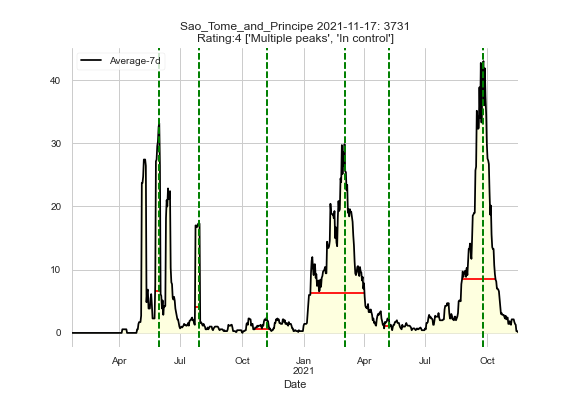 Sao_Tome_and_Principe 2021-11-17: 3731
Rating:4 ['Multiple peaks', 'In control']
Average-7d
40
30
20
10
0
Apr Jul Oct Jan Apr Jul Oct
2021
Date